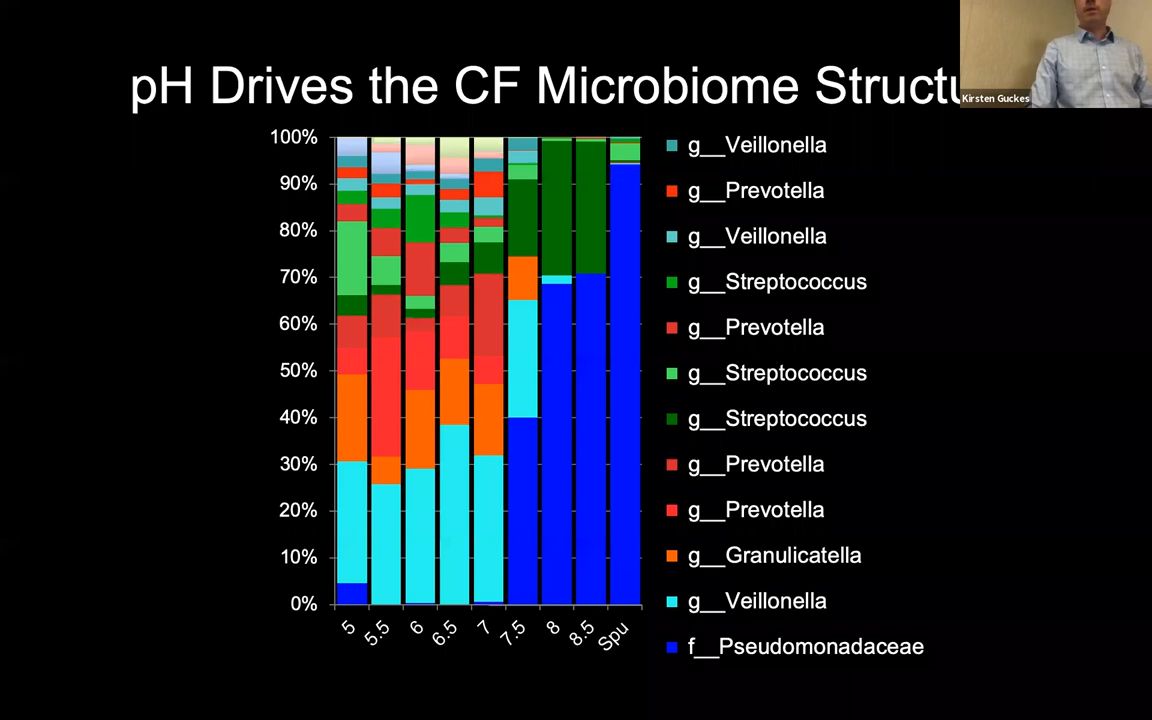 pH Drives the CF Microbiome Structu
Kirsten Guckes
100%
90%
80%
70%
60%
50%
40%
30%
20%
10%
0%
5
5.5
6
6.5
7
7.5
8
8.5
Spu
g__Veillonella
g__Prevotella
g__Veillonella
g__Streptococcus
g__Prevotella
g__Streptococcus
g__Streptococcus
g__Prevotella
g__Prevotella
g__Granulicatella
g__Veillonella
f__Pseudomonadaceae